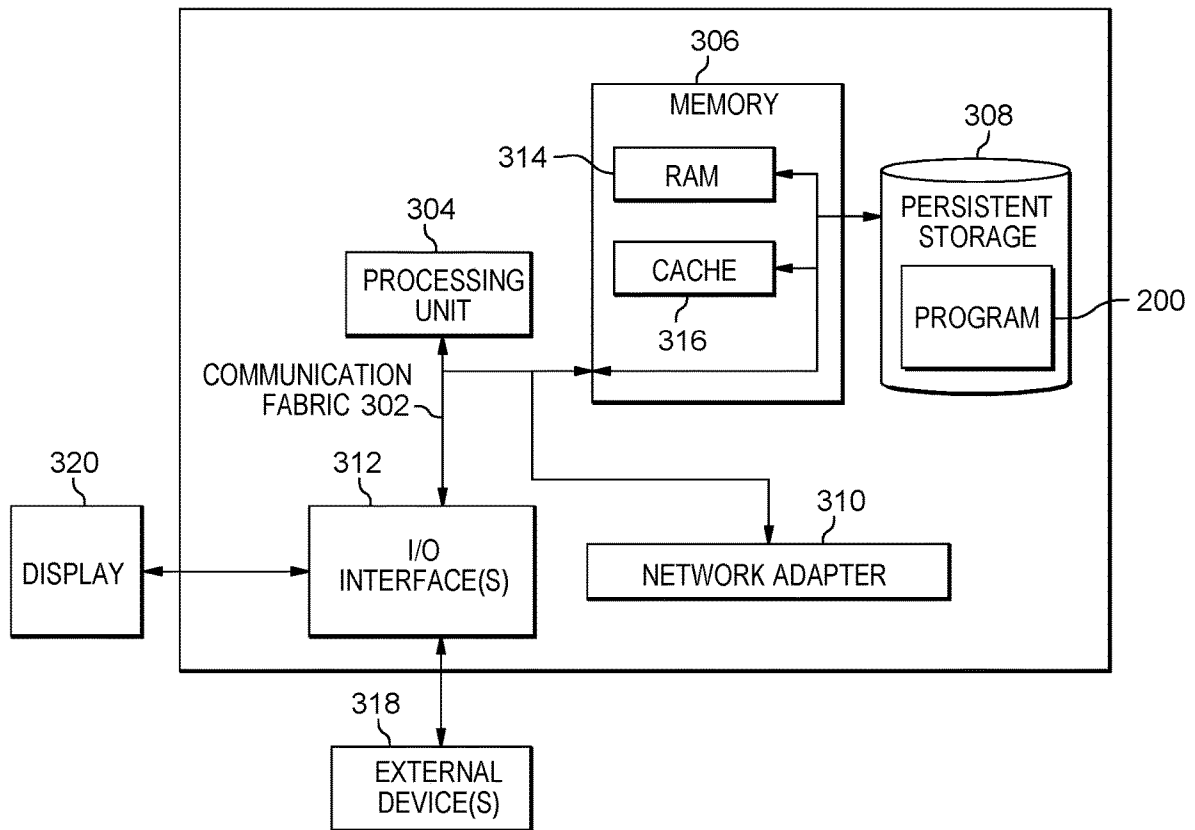 306
MEMORY
314
RAM
308
PERSISTENT
STORAGE
304
PROCESSING
UNIT
CACHE
316
PROGRAM
200
COMMUNICATION
FABRIC 302
320
312
310
DISPLAY
I/O
INTERFACE(S)
NETWORK ADAPTER
318
EXTERNAL
DEVICE(S)